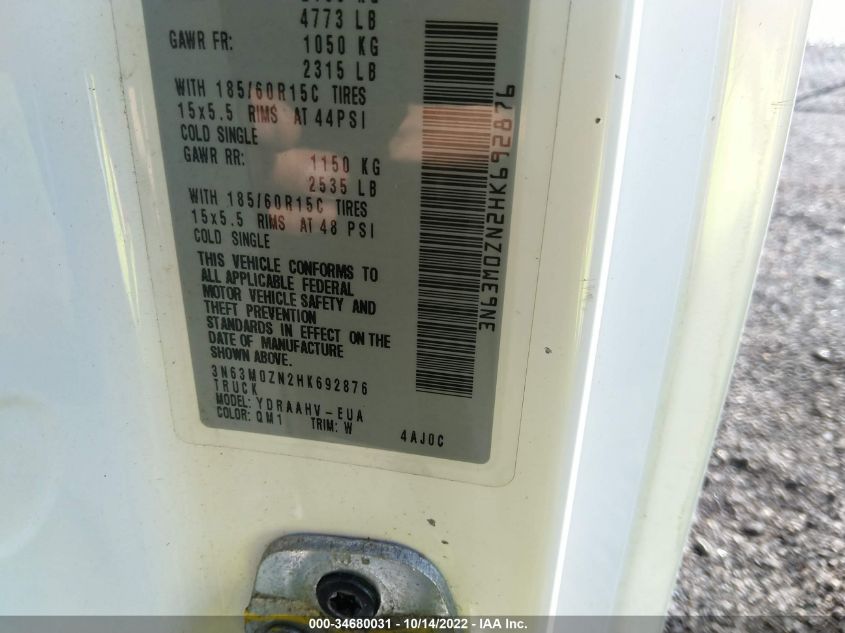 4773 LB
GAWR FR: 1050 KG
2315 LB
WITH 185/60R15C TIRES
15x5.5 RIMS AT 44PSI
COLD SINGLE
GAWR RR: 1150 KG
2535 LB
WITH 185/60R15C TIRES
15x5.5 RIMS AT 48 PSI
COLD SINGLE
THIS VEHICLE CONFORMS TO
ALL APPLICABLE FEDERAL
MOTOR VEHICLE SAFETY AND
THEFT PREVENTION
STANDARDS IN EFFECT ON THE
DATE OF MANUFACTURE
SHOWN ABOVE.
3N63M0ZN2HK692876
TRUCK
MODEL: YDRAAHV-EUA
COLOR: QM1 TRIM: W
4AJ0C
3N63M0ZN2HK692876
000-34680031 - 10/14/2022 - IAA Inc.